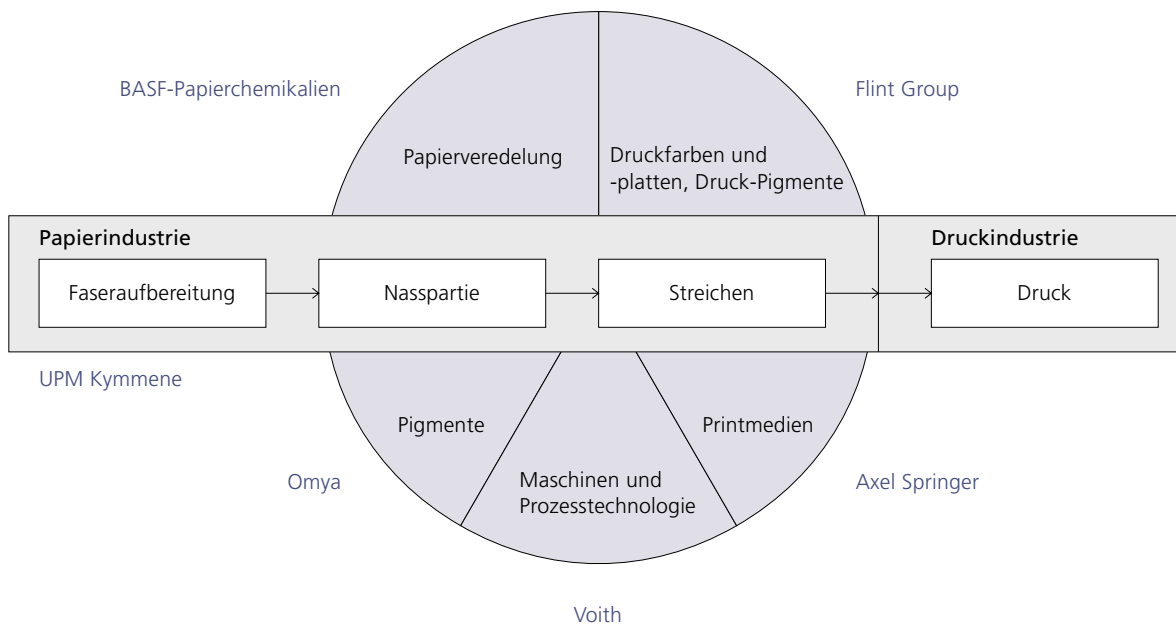 BASF-Papierchemikalien
Flint Group
Papierveredelung
Druckfarben und
-platten, Druck-Pigmente
Papierindustrie
Druckindustrie
Faseraufbereitung
Nasspartie
Streichen
Druck
UPM Kymmene
Pigmente
Printmedien
Omya
Maschinen und
Prozesstechnologie
Axel Springer
Voith